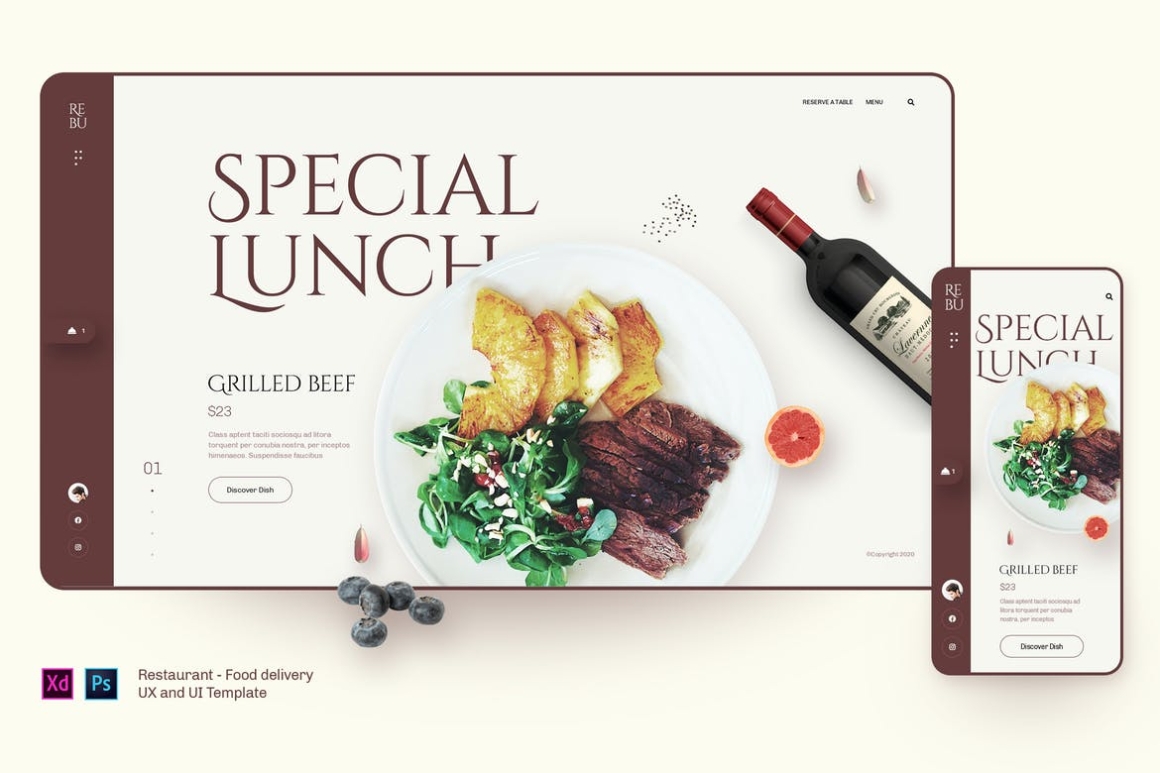 RE
BU
RESERVE A TABLE
MENU
SPECIAL
LUNCH
1
GRILLED BEEF
$23
Class aptent taciti sociosqu ad litora
torquent per conubia nostra, per inceptos
himenaeos. Suspendisse faucibus
01
Discover Dish
©Copyright 2020
CHATEAU
RE
BU
SPECIAL
LUNCH
1
GRILLED BEEF
$23
Class aptent taciti sociosqu ad
litora torquent per conubia
nostra, per inceptos
Discover Dish
Xd
Ps
Restaurant - Food delivery
UX and UI Template